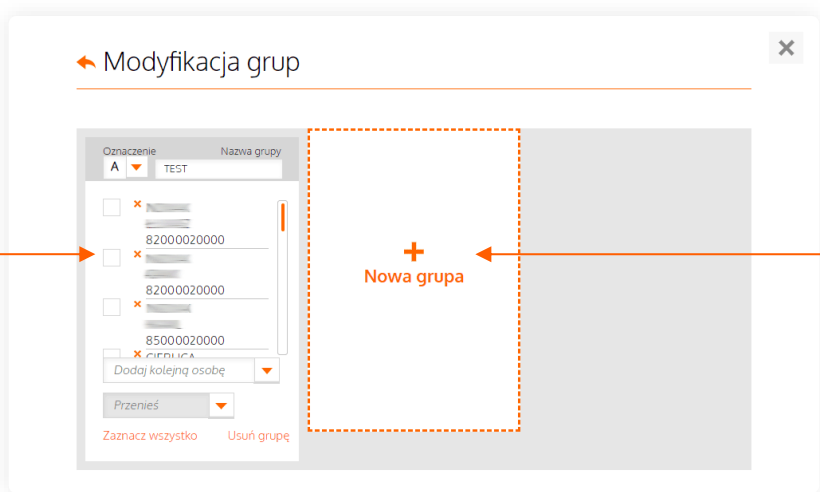 Modyfikacja grup
Oznaczenie Nazwa grupy
A TEST
82000020000
82000020000
85000020000
Dodaj kolejną osobę
Przenieś
Zaznacz wszystko Usuń grupę
+
Nowa grupa